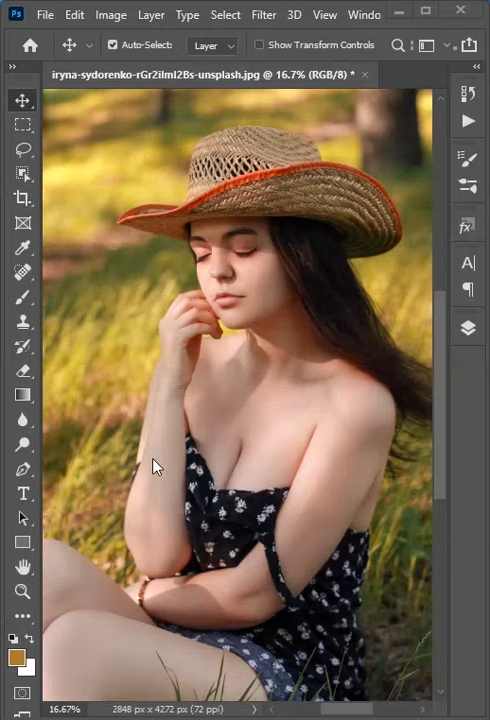 Ps File Edit Image Layer Type Select Filter 3D View Windo
Auto-Select: Layer Show Transform Controls
iryna-sydorenko-rGr2iImI2Bs-unsplash.jpg @ 16.7% (RGB/8) *
16.67% 2848 px x 4272 px (72 ppi)